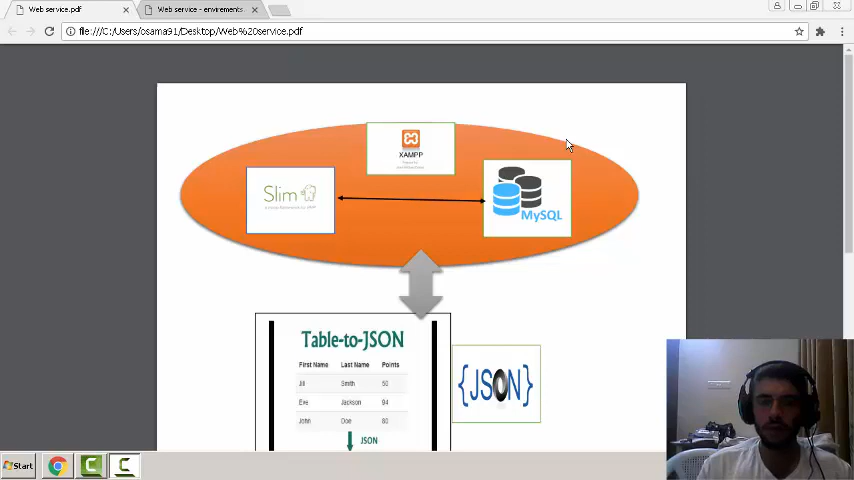 Web service.pdf
Web service - envirements
file:///C:/Users/osama91/Desktop/Web%20service.pdf
XAMPP
Slim
MySQL
Table-to-JSON
First Name Last Name Points
Jill Smith 50
Eve Jackson 94
John Doe 80
JSON
{JSON}
Start